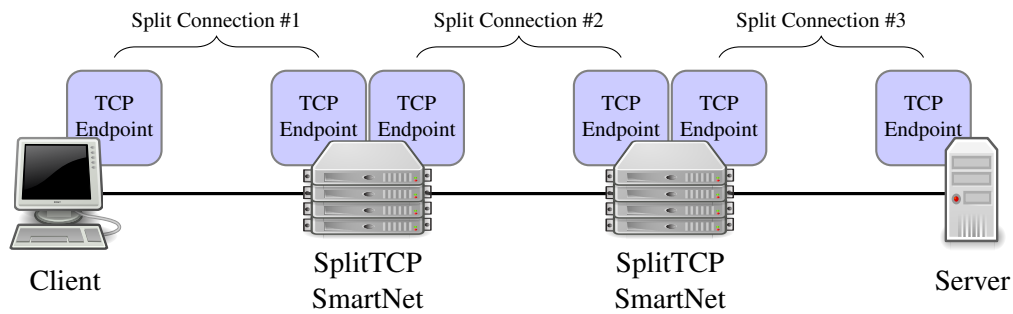 Split Connection #1
Split Connection #2
Split Connection #3
TCP
Endpoint
TCP
Endpoint
TCP
Endpoint
TCP
Endpoint
TCP
Endpoint
TCP
Endpoint
Client
SplitTCP
SmartNet
SplitTCP
SmartNet
Server